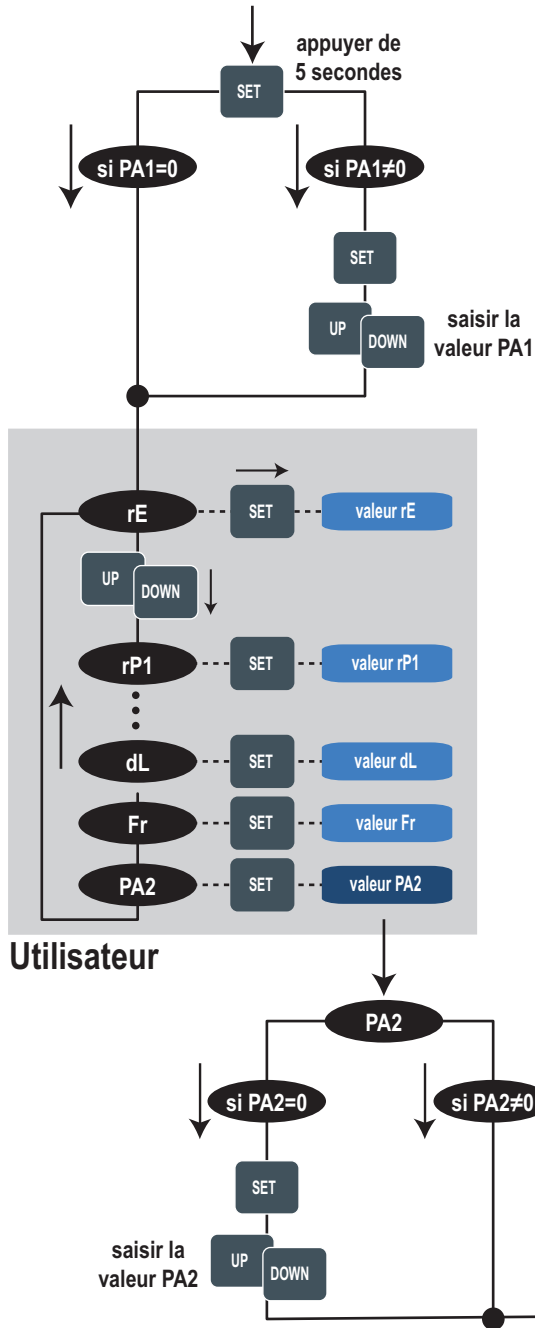 appuyer de
5 secondes
SET
si PA1=0
si PA1≠0
SET
UP
DOWN
saisir la
valeur PA1
rE
SET
valeur rE
UP
DOWN
rP1
SET
valeur rP1
dL
SET
valeur dL
Fr
SET
valeur Fr
PA2
SET
valeur PA2
Utilisateur
PA2
si PA2=0
si PA2≠0
SET
saisir la
valeur PA2
UP
DOWN